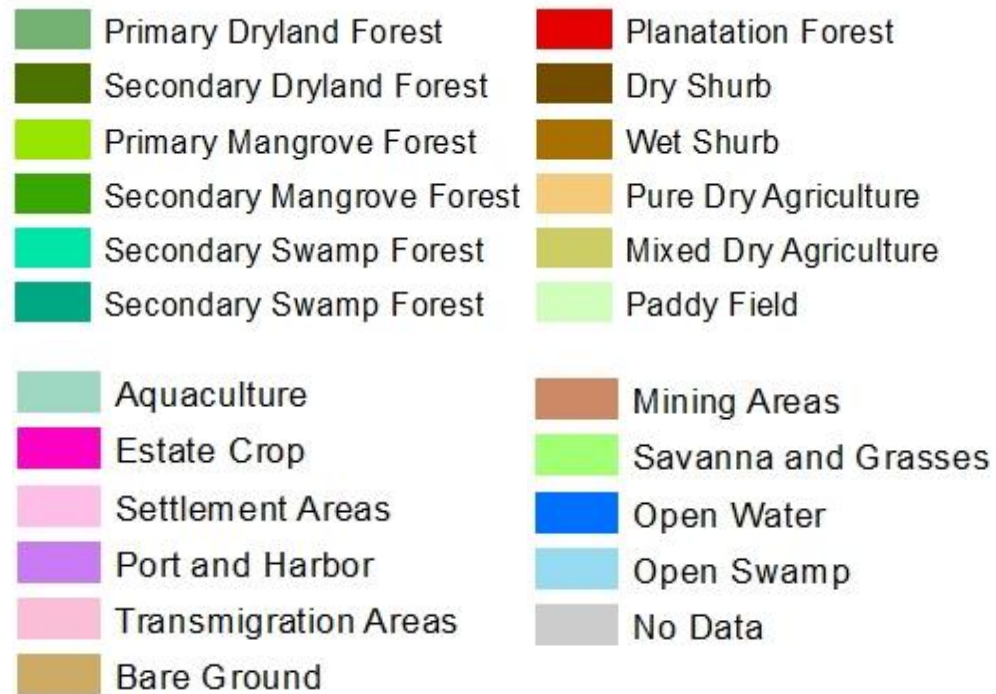 Primary Dryland Forest
Secondary Dryland Forest
Primary Mangrove Forest
Secondary Mangrove Forest
Secondary Swamp Forest
Secondary Swamp Forest
Planatation Forest
Dry Shurb
Wet Shurb
Pure Dry Agriculture
Mixed Dry Agriculture
Paddy Field
Aquaculture
Estate Crop
Settlement Areas
Port and Harbor
Transmigration Areas
Bare Ground
Mining Areas
Savanna and Grasses
Open Water
Open Swamp
No Data